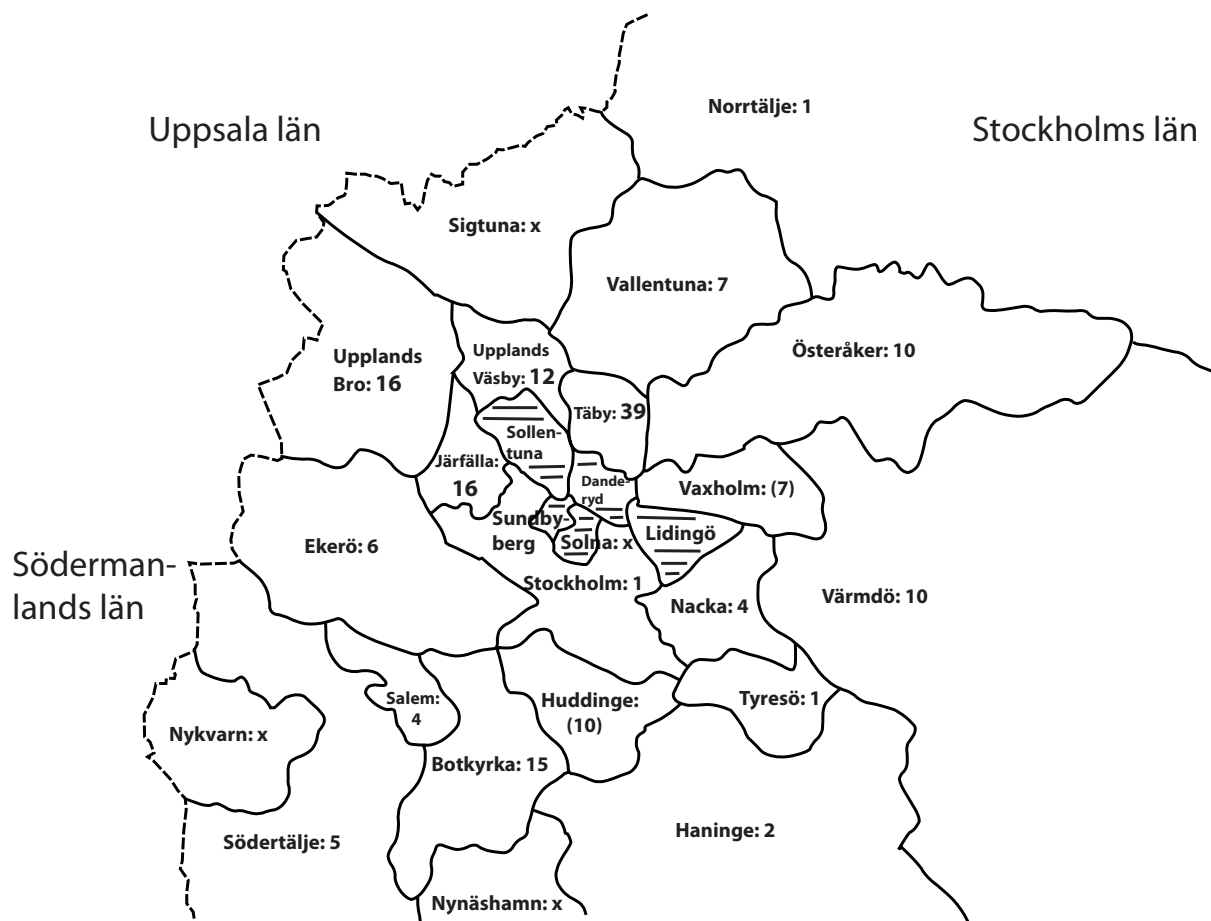 Norrtälje: 1
Uppsala län
Stockholms län
Sigtuna: x
Vallentuna: 7
Österåker: 10
Upplands
Bro: 16
Upplands
Väsby: 12
Täby: 39
Sollen-
tuna
Järfälla:
16
Dande-
ryd
Vaxholm: (7)
Sundby-
berg
Solna: x
Lidingö
Ekerö: 6
Söderman-
lands län
Stockholm: 1
Nacka: 4
Värmdö: 10
Salem:
4
Huddinge:
(10)
Tyresö: 1
Nykvarn: x
Botkyrka: 15
Södertälje: 5
Haninge: 2
Nynäshamn: x